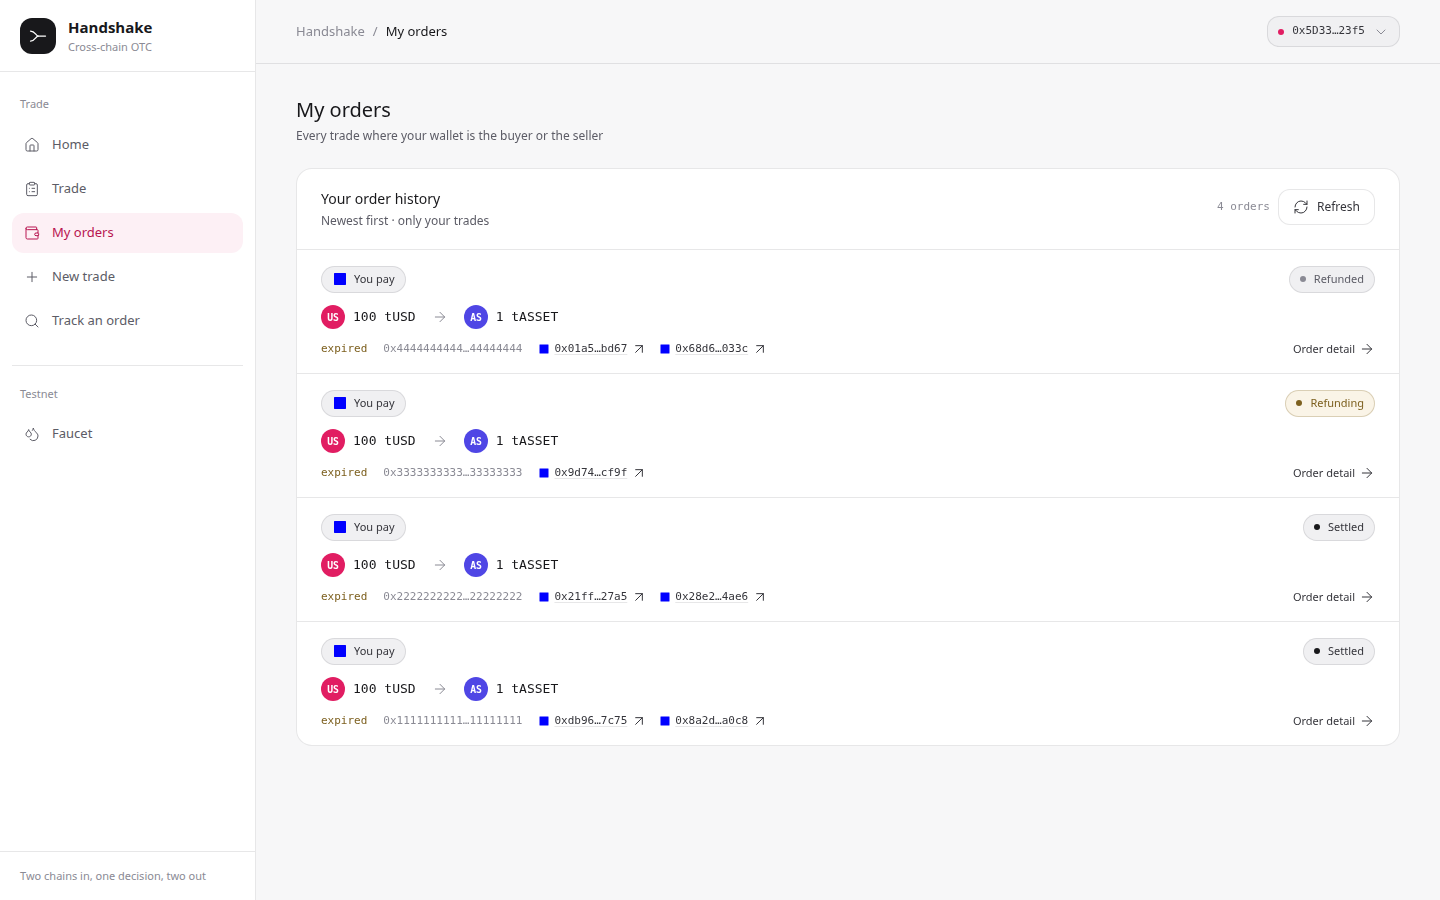 Handshake
Cross-chain OTC
Trade
Home
Trade
My orders
New trade
Track an order
Testnet
Faucet
Two chains in, one decision, two out
Handshake / My orders
0x5D33…23f5
My orders
Every trade where your wallet is the buyer or the seller
Your order history
Newest first · only your trades
4 orders
Refresh
You pay
Refunded
US 100 tUSD → AS 1 tASSET
expired 0x4444444444…44444444 0x01a5…bd67 0x68d6…033c
Order detail →
You pay
Refunding
US 100 tUSD → AS 1 tASSET
expired 0x3333333333…33333333 0x9d74…cf9f
Order detail →
You pay
Settled
US 100 tUSD → AS 1 tASSET
expired 0x2222222222…22222222 0x21ff…27a5 0x28e2…4ae6
Order detail →
You pay
Settled
US 100 tUSD → AS 1 tASSET
expired 0x1111111111…11111111 0xdb96…7c75 0x8a2d…a0c8
Order detail →